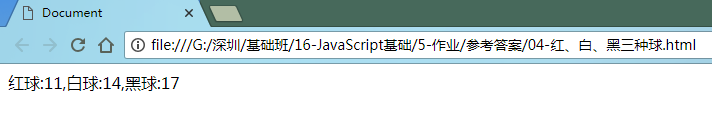 Document
file:///G:/深圳/基础班/16-JavaScript基础/5-作业/参考答案/04-红、白、黑三种球.html
红球:11,白球:14,黑球:17